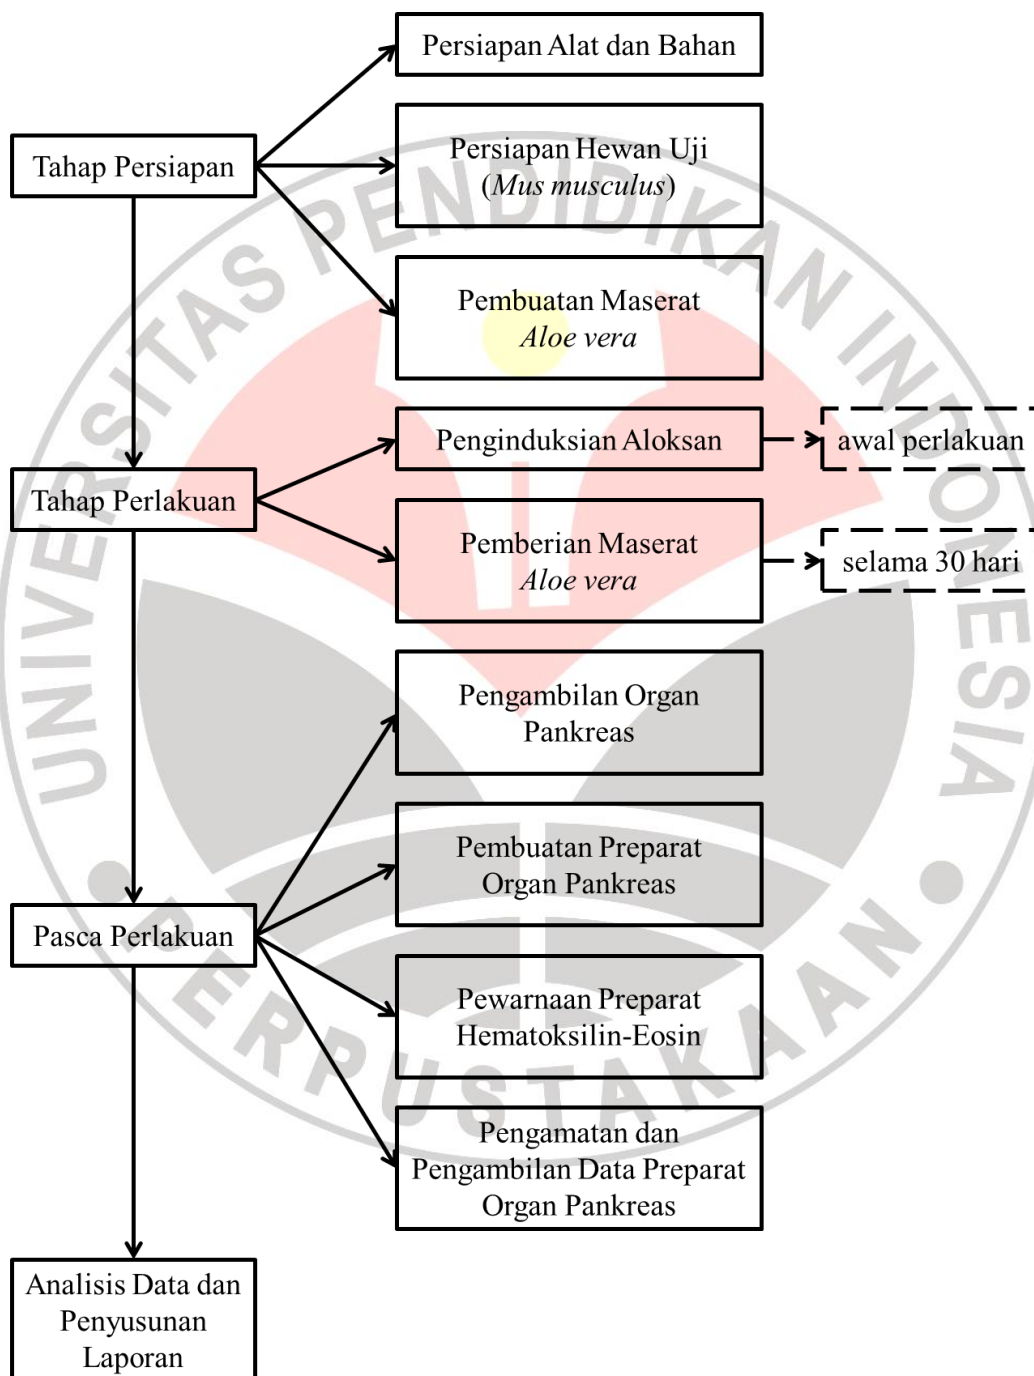 Persiapan Alat dan Bahan
Tahap Persiapan
Persiapan Hewan Uji
(Mus musculus)
Pembuatan Maserat
Aloe vera
Penginduksian Aloksan
awal perlakuan
Tahap Perlakuan
Pemberian Maserat
Aloe vera
selama 30 hari
Pengambilan Organ
Pankreas
Pembuatan Preparat
Organ Pankreas
Pasca Perlakuan
Pewarnaan Preparat
Hematoksilin-Eosin
Pengamatan dan
Pengambilan Data Preparat
Organ Pankreas
Analisis Data dan
Penyusunan
Laporan
UNIVERSITAS PENDIDIKAN INDONESIA
PERPUSTAKAAN